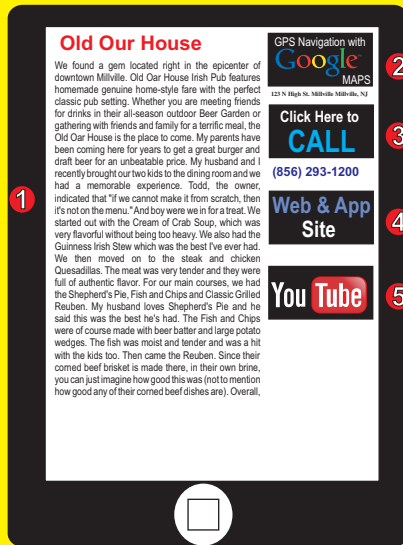 Old Our House
We found a gem located right in the epicenter of
downtown Millville. Old Oar House Irish Pub features
homemade genuine home-style fare with the perfect
classic pub setting. Whether you are meeting friends
for drinks in their all-season outdoor Beer Garden or
gathering with friends and family for a terrific meal, the
Old Oar House is the place to come. My parents have
been coming here for years to get a great burger and
draft beer for an unbeatable price. My husband and I
recently brought our two kids to the dining room and we
had a memorable experience. Todd, the owner,
indicated that "if we cannot make it from scratch, then
it's not on the menu." And boy were we in for a treat. We
started out with the Cream of Crab Soup, which was
very flavorful without being too heavy. We also had the
Guinness Irish Stew which was the best I've ever had.
We then moved on to the steak and chicken
Quesadillas. The meat was very tender and they were
full of authentic flavor. For our main courses, we had
the Shepherd's Pie, Fish and Chips and Classic Grilled
Reuben. My husband loves Shepherd's Pie and he
said this was the best he's had. The Fish and Chips
were of course made with beer batter and large potato
wedges. The fish was moist and tender and was a hit
with the kids too. Then came the Reuben. Since their
corned beef brisket is made there, in their own brine,
you can just imagine how good this was (not to mention
how good any of their corned beef dishes are). Overall,
1
GPS Navigation with
Google
MAPS
2
123 N High St. Millville Millville, NJ
Click Here to
CALL
3
(856) 293-1200
Web & App
Site
4
You Tube
5